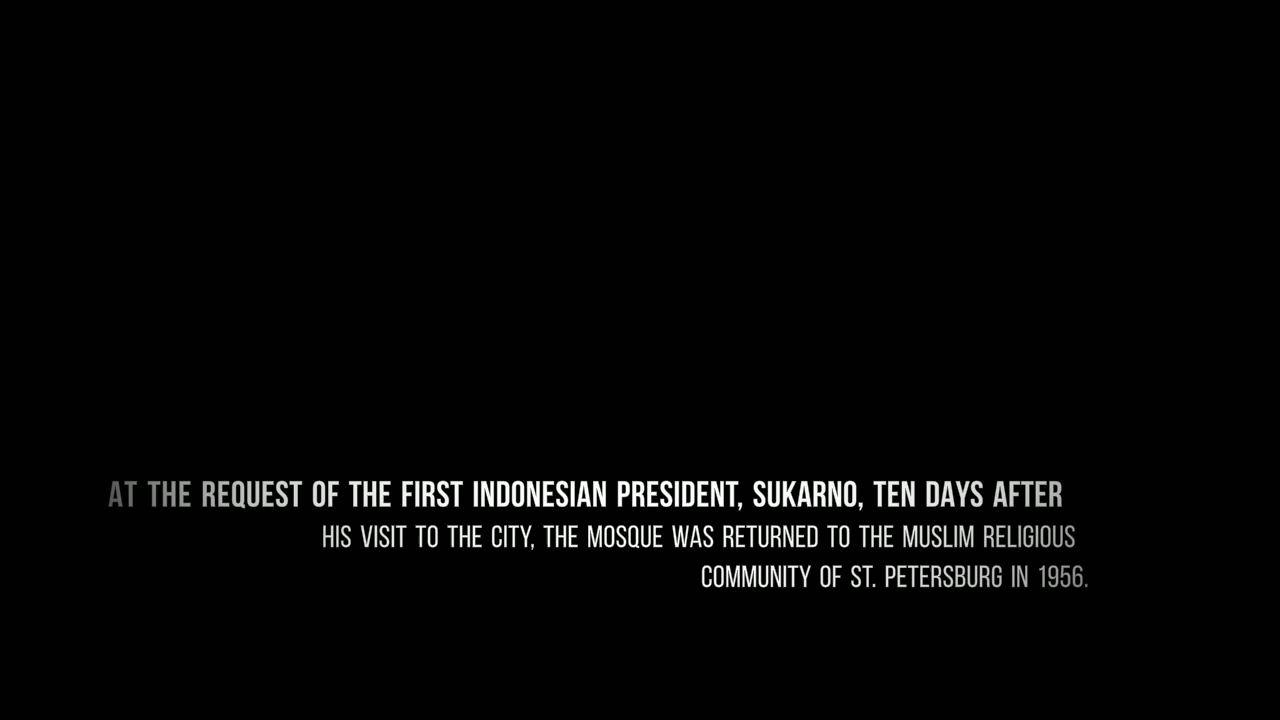 AT THE REQUEST OF THE FIRST INDONESIAN PRESIDENT, SUKARNO, TEN DAYS AFTER
HIS VISIT TO THE CITY, THE MOSQUE WAS RETURNED TO THE MUSLIM RELIGIOUS
COMMUNITY OF ST. PETERSBURG IN 1956.